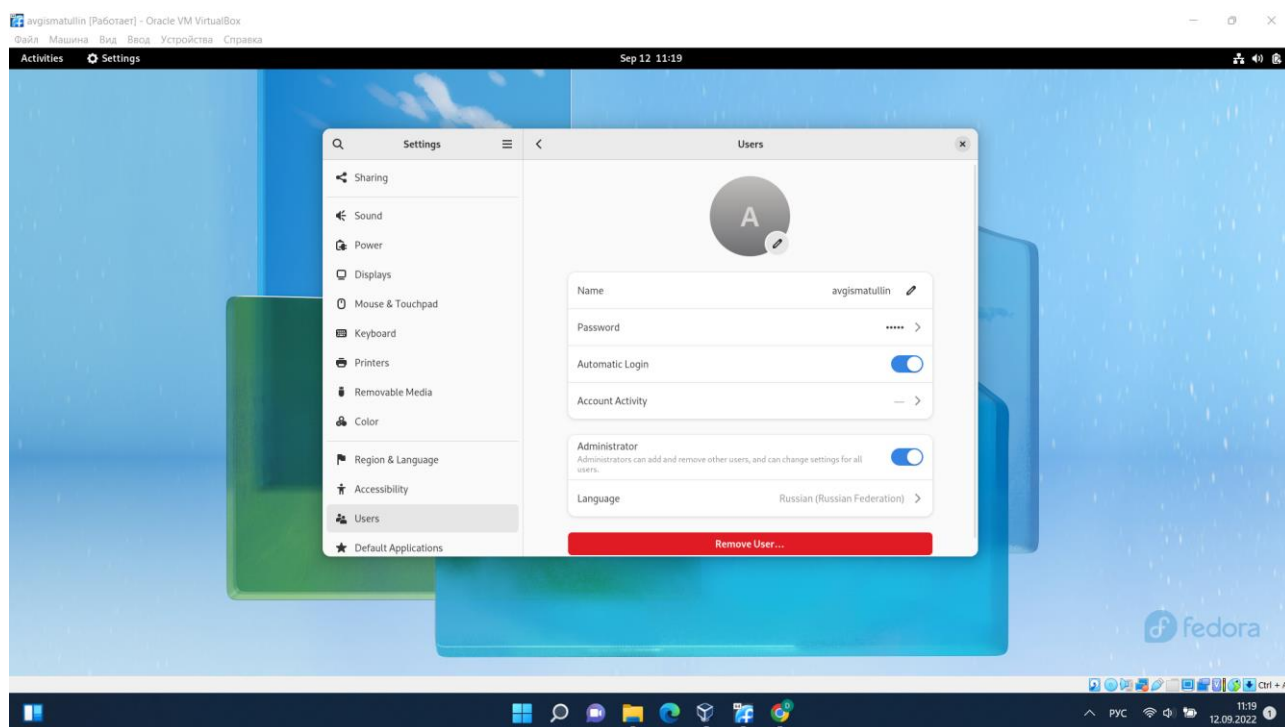 avgismatullin [Работает] - Oracle VM VirtualBox
Файл Машина Вид Ввод Устройства Справка
Activities Settings Sep 12 11:19
Settings
Users
Sharing
Sound
Power
Displays
Mouse & Touchpad
Keyboard
Printers
Removable Media
Color
Region & Language
Accessibility
Users
Default Applications
A
Name avgismatullin
Password •••••
Automatic Login
Account Activity —
Administrator
Administrators can add and remove other users, and can change settings for all
users.
Language Russian (Russian Federation)
Remove User...
fedora
Ctrl + A
РУС
11:19
12.09.2022
1